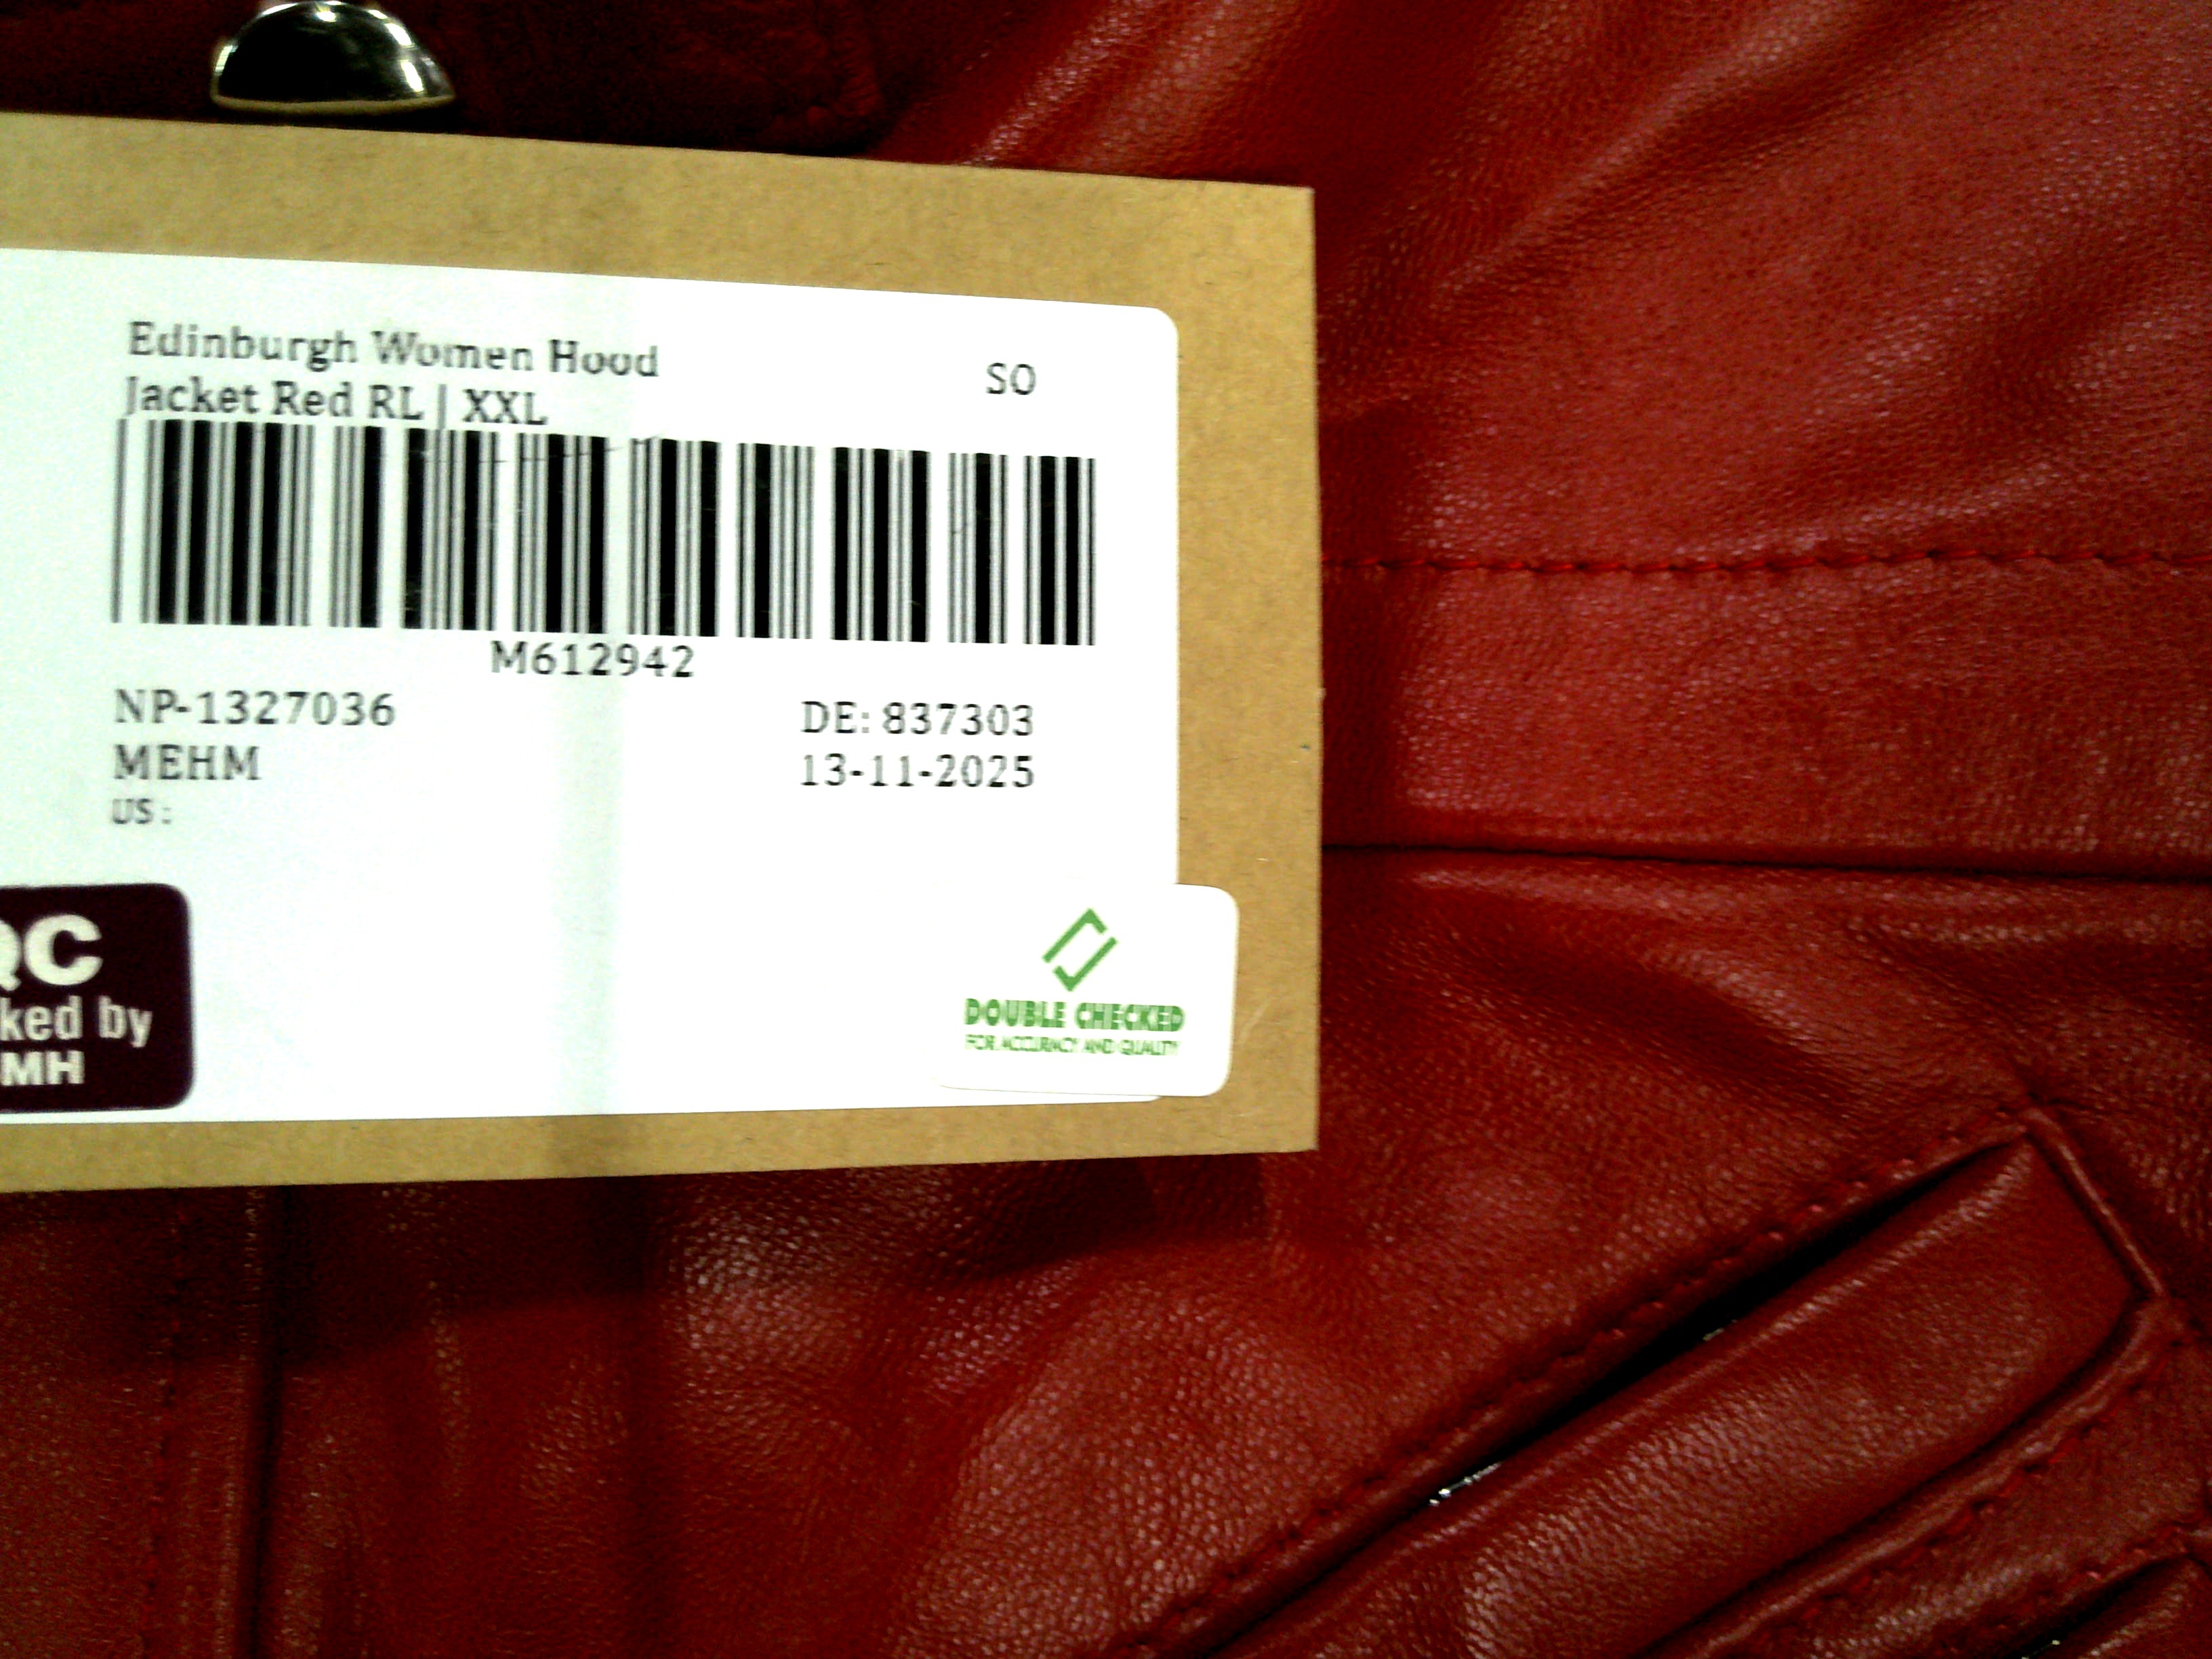 Edinburgh Women Hood
Jacket Red RL | XXL
SO
M612942
NP-1327036
DE: 837303
MEHM
13-11-2025
US :
QC
ked by
MH
DOUBLE CHECKED
FOR ACCURACY AND QUALITY